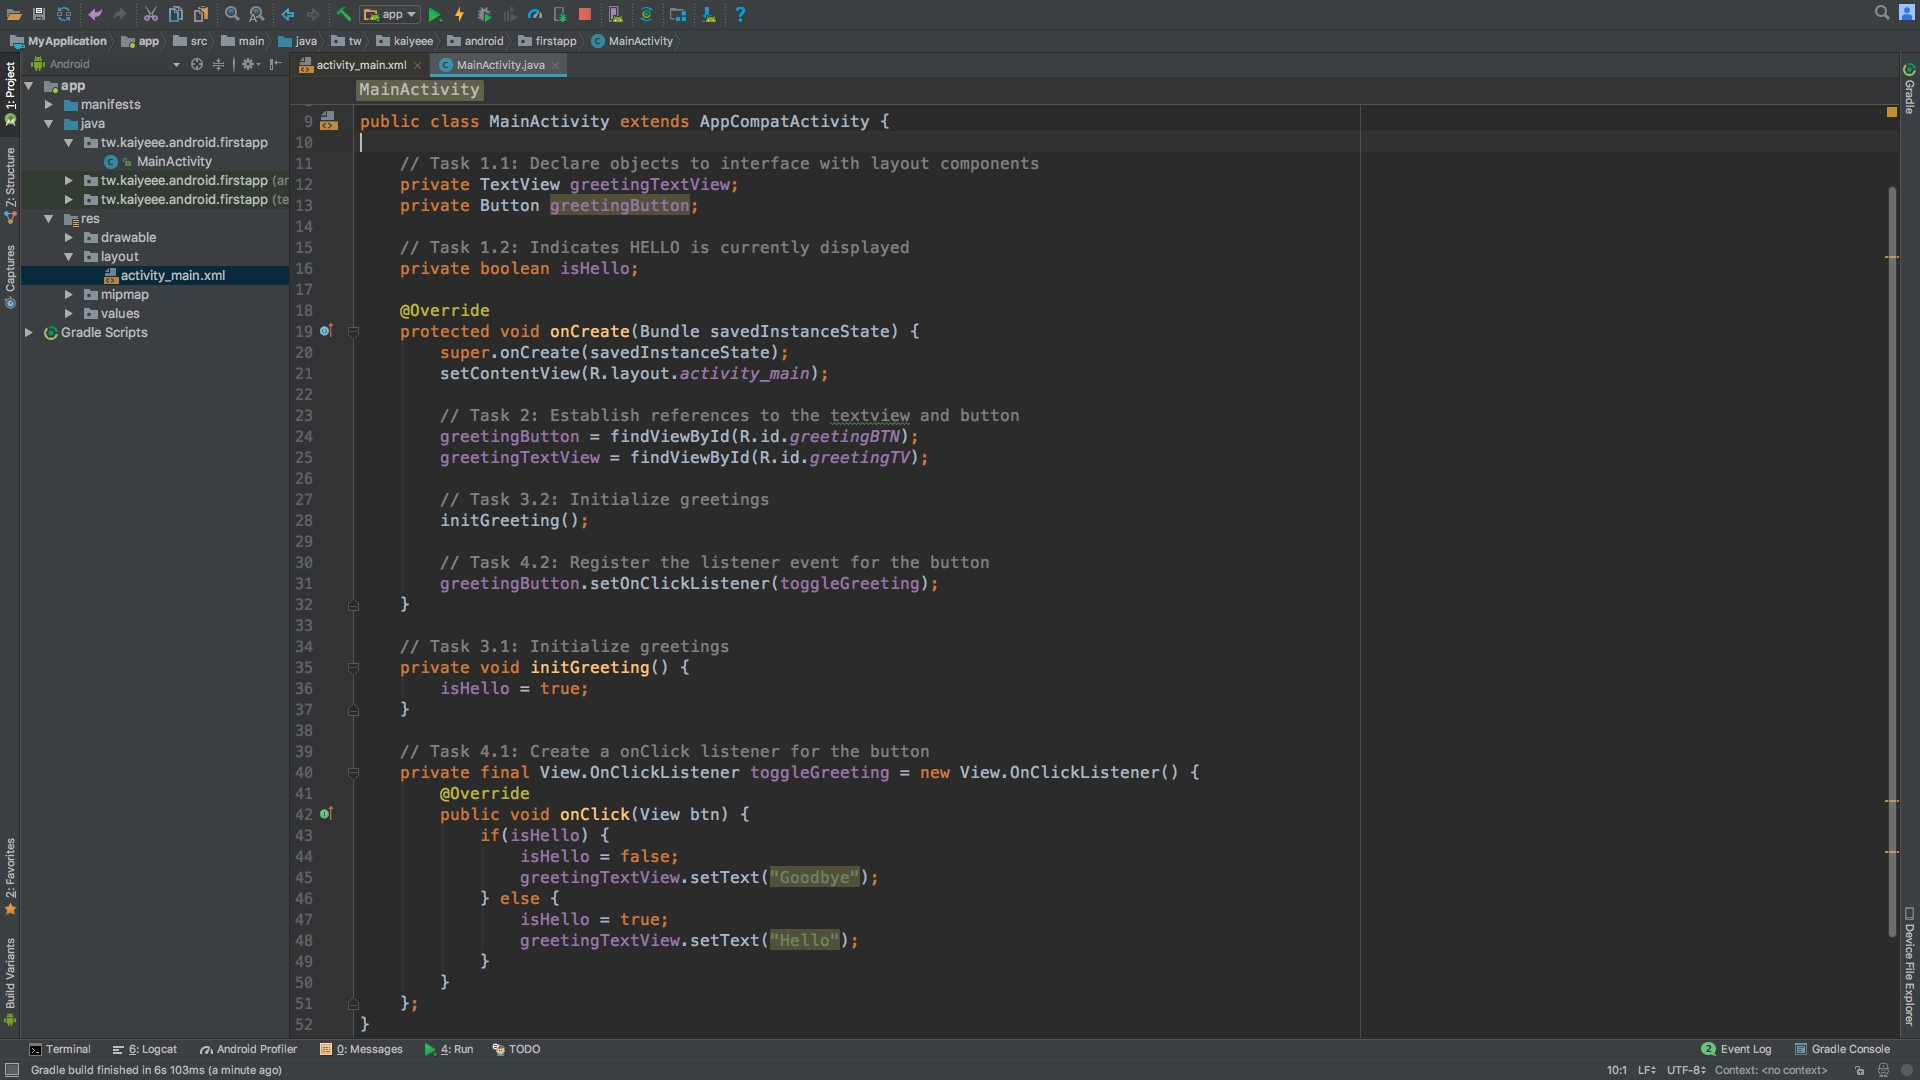 app
MyApplication app src main java tw kaiyeee android firstapp MainActivity
Android
activity_main.xml
MainActivity.java
1: Project
Z: Structure
Captures
2: Favorites
Build Variants
app
manifests
java
tw.kaiyeee.android.firstapp
MainActivity
tw.kaiyeee.android.firstapp (ar
tw.kaiyeee.android.firstapp (te
res
drawable
layout
activity_main.xml
mipmap
values
Gradle Scripts
MainActivity
9 public class MainActivity extends AppCompatActivity {
10
11 // Task 1.1: Declare objects to interface with layout components
12 private TextView greetingTextView;
13 private Button greetingButton;
14
15 // Task 1.2: Indicates HELLO is currently displayed
16 private boolean isHello;
17
18 @Override
19 protected void onCreate(Bundle savedInstanceState) {
20 super.onCreate(savedInstanceState);
21 setContentView(R.layout.activity_main);
22
23 // Task 2: Establish references to the textview and button
24 greetingButton = findViewById(R.id.greetingBTN);
25 greetingTextView = findViewById(R.id.greetingTV);
26
27 // Task 3.2: Initialize greetings
28 initGreeting();
29
30 // Task 4.2: Register the listener event for the button
31 greetingButton.setOnClickListener(toggleGreeting);
32 }
33
34 // Task 3.1: Initialize greetings
35 private void initGreeting() {
36 isHello = true;
37 }
38
39 // Task 4.1: Create a onClick listener for the button
40 private final View.OnClickListener toggleGreeting = new View.OnClickListener() {
41 @Override
42 public void onClick(View btn) {
43 if(isHello) {
44 isHello = false;
45 greetingTextView.setText("Goodbye");
46 } else {
47 isHello = true;
48 greetingTextView.setText("Hello");
49 }
50 }
51 };
52 }
Gradle
Device File Explorer
Terminal 6: Logcat Android Profiler 0: Messages 4: Run TODO 2 Event Log Gradle Console
Gradle build finished in 6s 103ms (a minute ago) 10:1 LF UTF-8 Context: <no context>